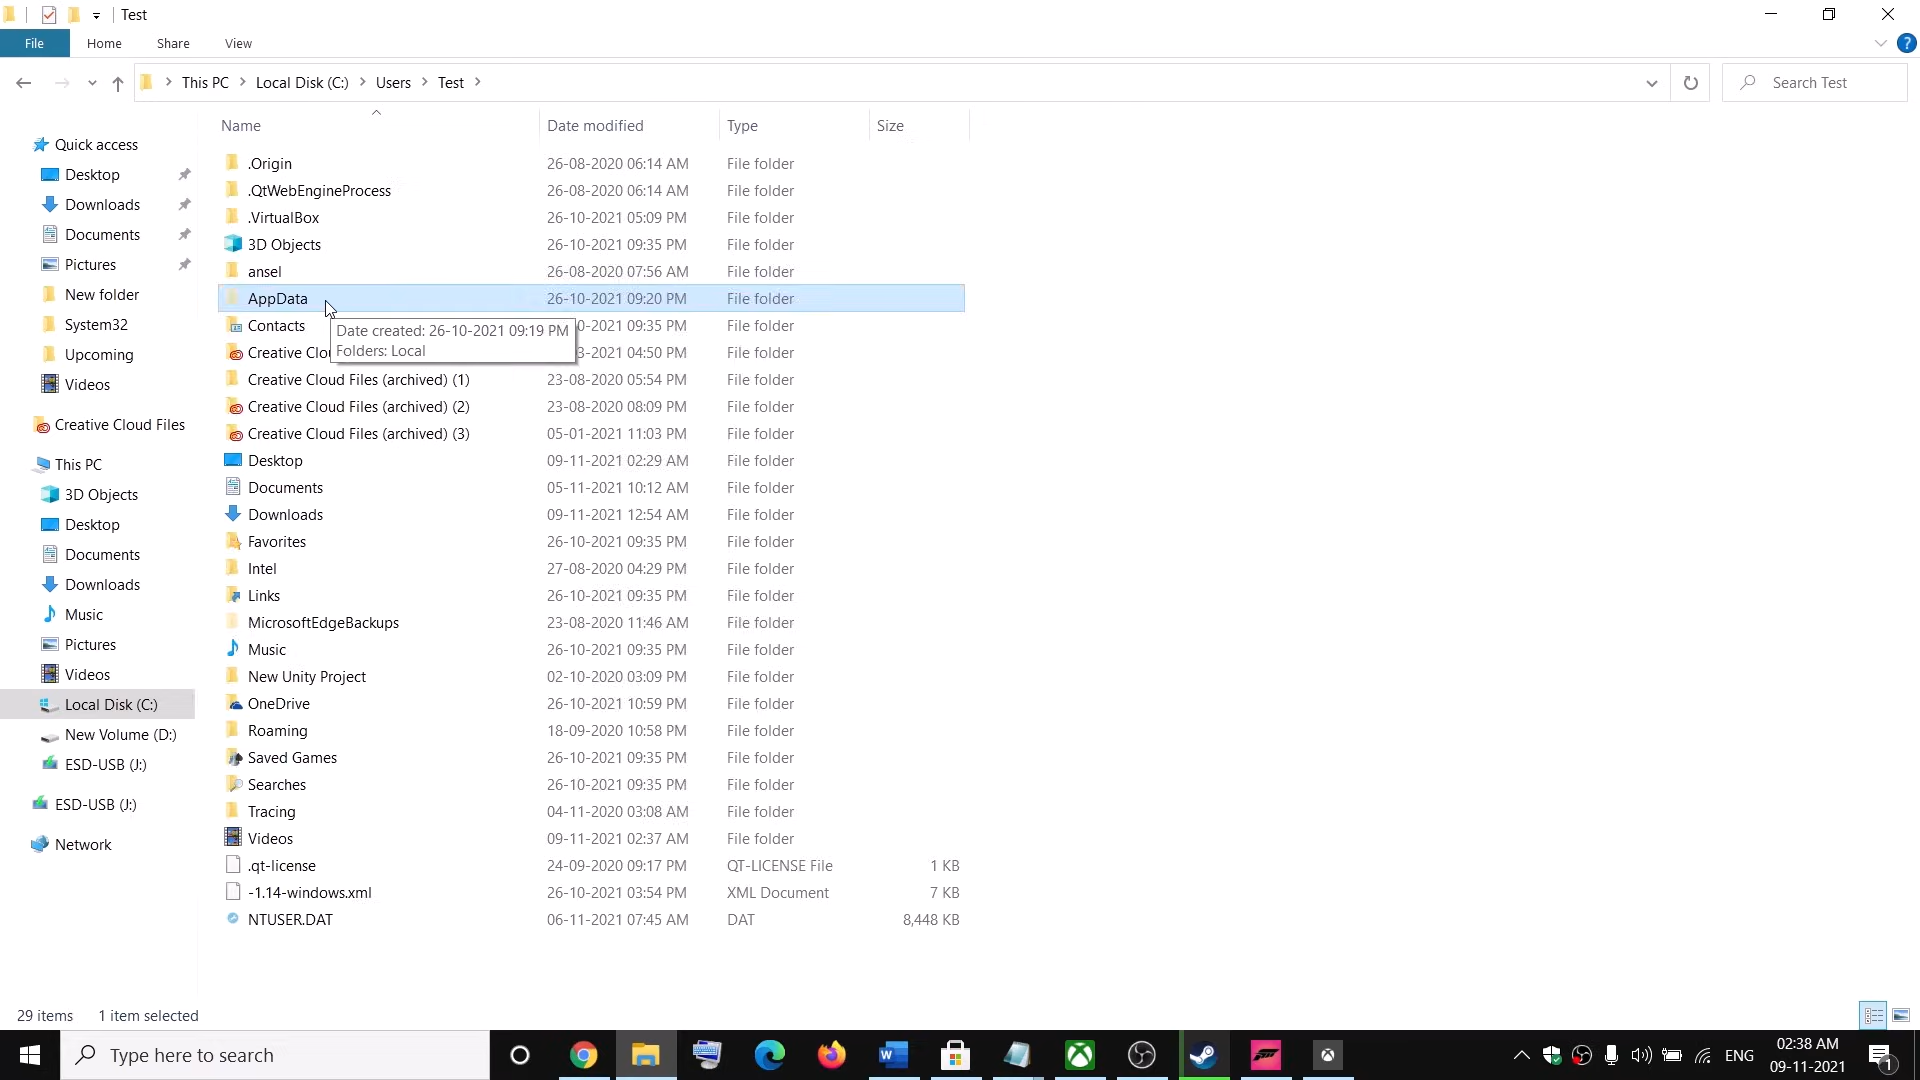 Test
File Home Share View
This PC Local Disk (C:) Users Test
Search Test
Name Date modified Type Size
Quick access
Desktop
Downloads
Documents
Pictures
New folder
System32
Upcoming
Videos
Creative Cloud Files
This PC
3D Objects
Desktop
Documents
Downloads
Music
Pictures
Videos
Local Disk (C:)
New Volume (D:)
ESD-USB (J:)
ESD-USB (J:)
Network
.Origin 26-08-2020 06:14 AM File folder
.QtWebEngineProcess 26-08-2020 06:14 AM File folder
.VirtualBox 26-10-2021 05:09 PM File folder
3D Objects 26-10-2021 09:35 PM File folder
ansel 26-08-2020 07:56 AM File folder
AppData 26-10-2021 09:20 PM File folder
Contacts 0-2021 09:35 PM File folder
Date created: 26-10-2021 09:19 PM
Folders: Local
Creative Clou 3-2021 04:50 PM File folder
Creative Cloud Files (archived) (1) 23-08-2020 05:54 PM File folder
Creative Cloud Files (archived) (2) 23-08-2020 08:09 PM File folder
Creative Cloud Files (archived) (3) 05-01-2021 11:03 PM File folder
Desktop 09-11-2021 02:29 AM File folder
Documents 05-11-2021 10:12 AM File folder
Downloads 09-11-2021 12:54 AM File folder
Favorites 26-10-2021 09:35 PM File folder
Intel 27-08-2020 04:29 PM File folder
Links 26-10-2021 09:35 PM File folder
MicrosoftEdgeBackups 23-08-2020 11:46 AM File folder
Music 26-10-2021 09:35 PM File folder
New Unity Project 02-10-2020 03:09 PM File folder
OneDrive 26-10-2021 10:59 PM File folder
Roaming 18-09-2020 10:58 PM File folder
Saved Games 26-10-2021 09:35 PM File folder
Searches 26-10-2021 09:35 PM File folder
Tracing 04-11-2020 03:08 AM File folder
Videos 09-11-2021 02:37 AM File folder
.qt-license 24-09-2020 09:17 PM QT-LICENSE File 1 KB
-1.14-windows.xml 26-10-2021 03:54 PM XML Document 7 KB
NTUSER.DAT 06-11-2021 07:45 AM DAT 8,448 KB
29 items 1 item selected
Type here to search
ENG
02:38 AM
09-11-2021
1